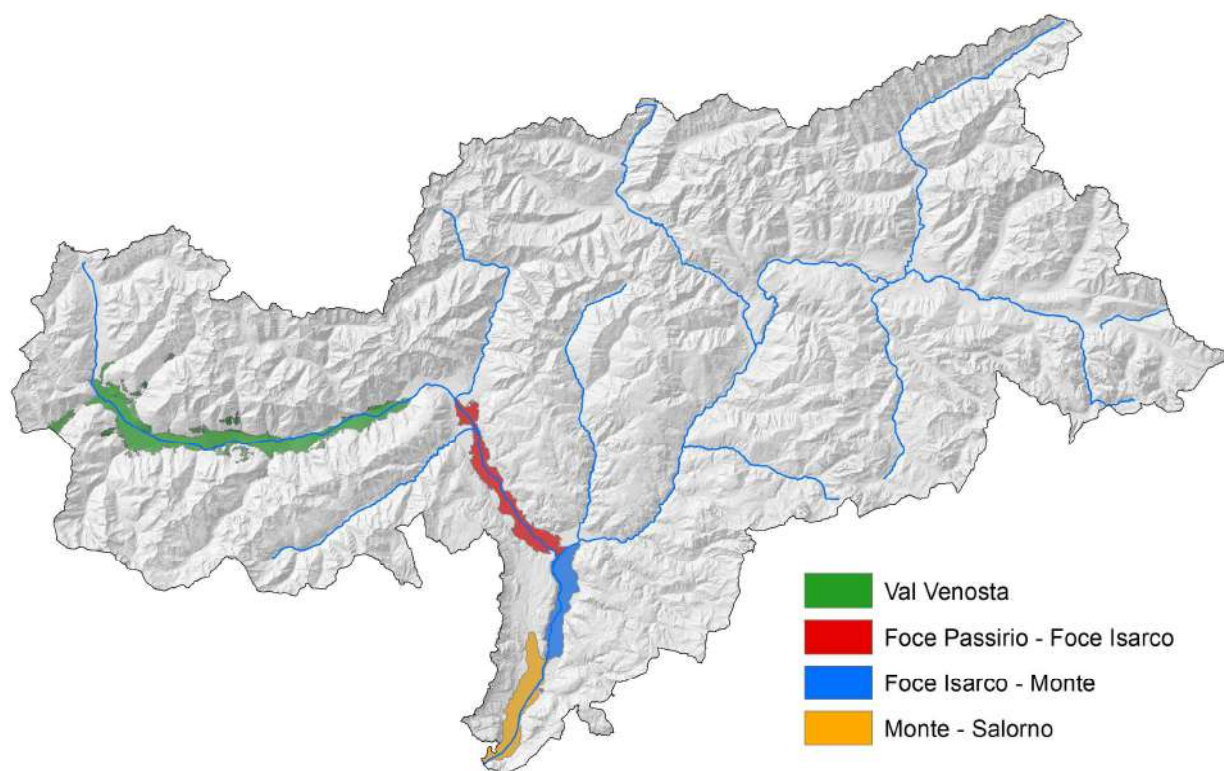 Val Venosta
Foce Passirio - Foce Isarco
Foce Isarco - Monte
Monte - Salorno